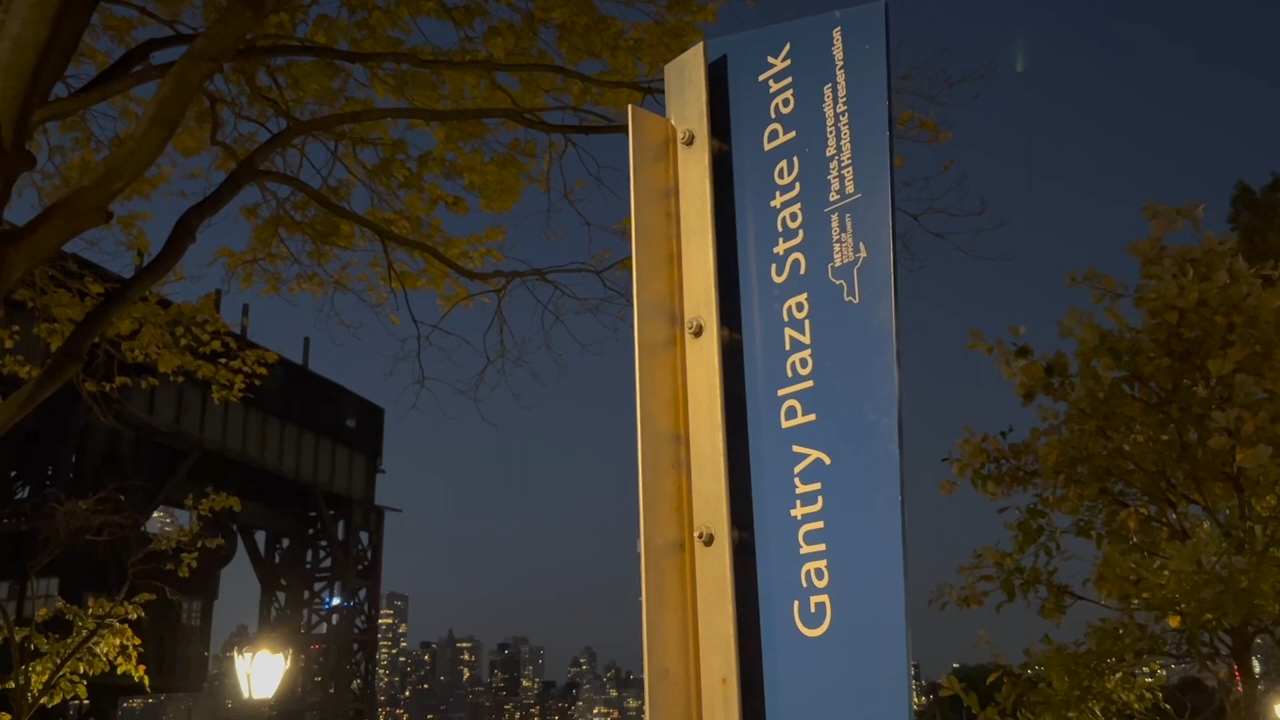 Gantry Plaza State Park
NEW YORK
STATE OF
OPPORTUNITY
Parks, Recreation
and Historic Preservation